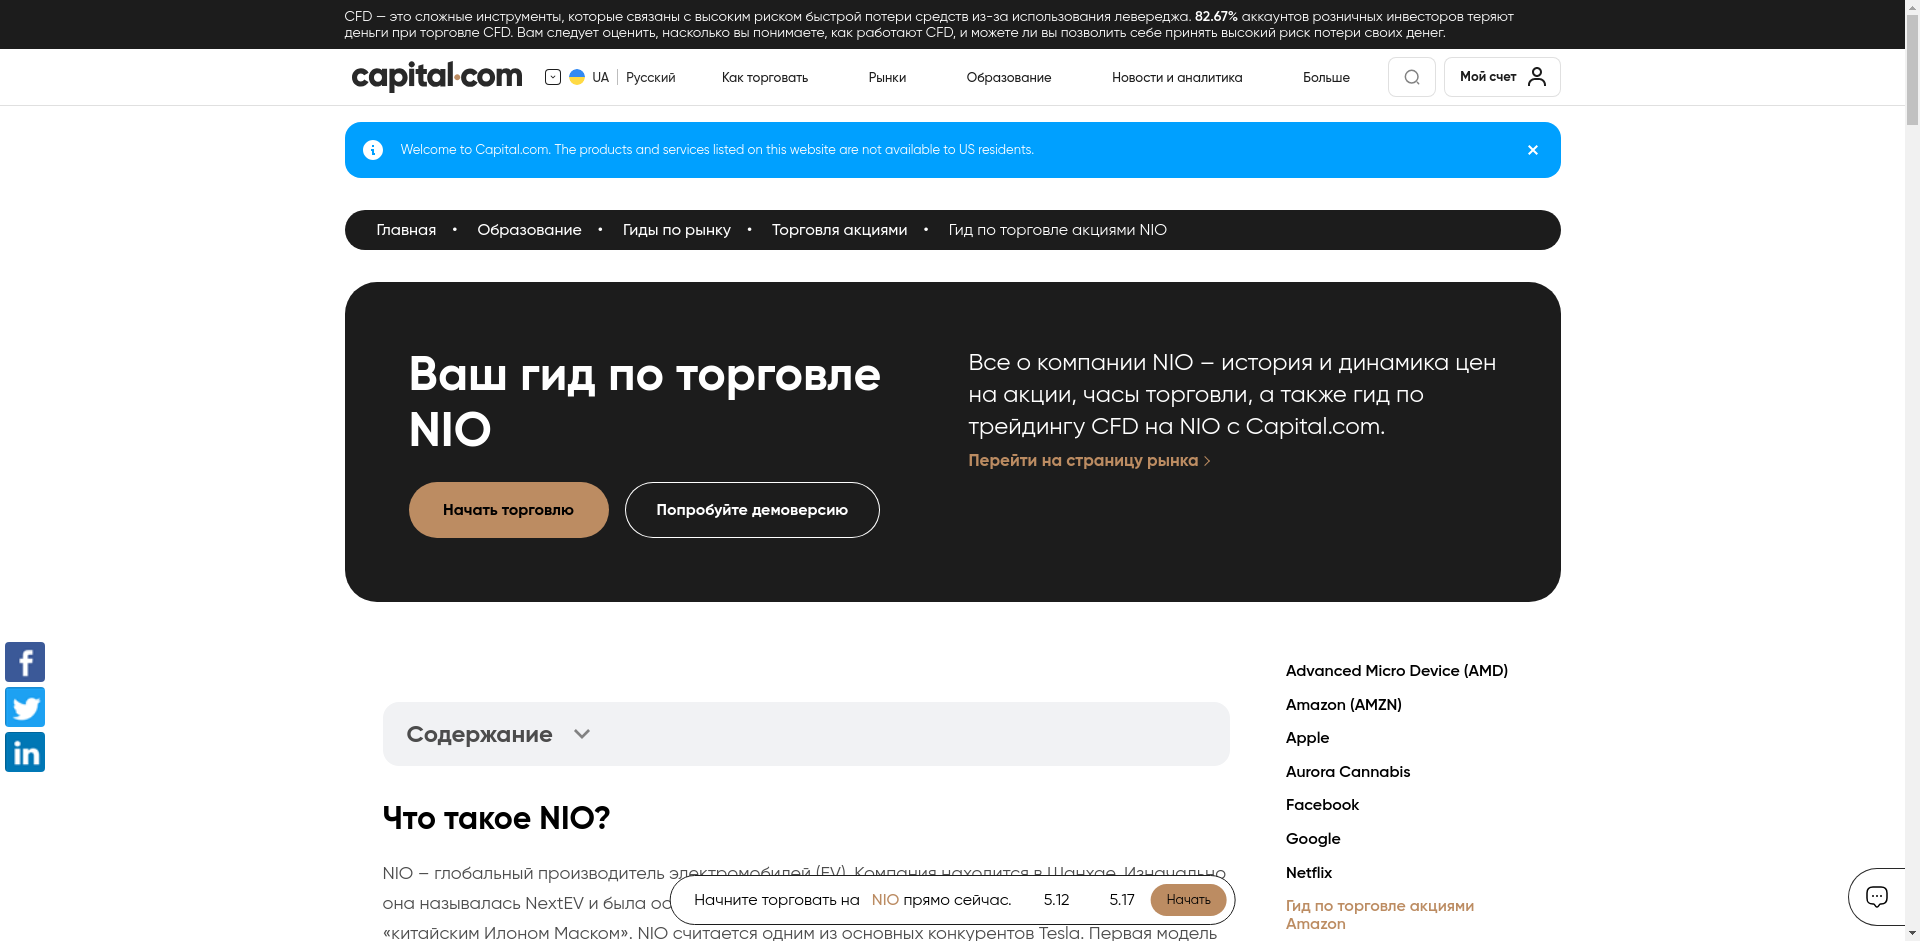 CFD – это сложные инструменты, которые связаны с высоким риском быстрой потери средств из-за использования левереджа. 82.67% аккаунтов розничных инвесторов теряют
деньги при торговле CFD. Вам следует оценить, насколько вы понимаете, как работают CFD, и можете ли вы позволить себе принять высокий риск потери своих денег.
capital.com
UA
Русский
Как торговать
Рынки
Образование
Новости и аналитика
Больше
Мой счет
Welcome to Capital.com. The products and services listed on this website are not available to US residents.
Главная • Образование • Гиды по рынку • Торговля акциями • Гид по торговле акциями NIO
Ваш гид по торговле
NIO
Начать торговлю
Попробуйте демоверсию
Все о компании NIO – история и динамика цен
на акции, часы торговли, а также гид по
трейдингу CFD на NIO с Capital.com.
Перейти на страницу рынка
Содержание
Что такое NIO?
NIO – глобальный производитель электромобилей (EV). Компания находится в Шанхае. Изначально
она называлась NextEV и была ос
«китайским Илоном Маском». NIO считается одним из основных конкурентов Tesla. Первая модель
Advanced Micro Device (AMD)
Amazon (AMZN)
Apple
Aurora Cannabis
Facebook
Google
Netflix
Гид по торговле акциями
Amazon
Начните торговать на NIO прямо сейчас.
5.12
5.17
Начать